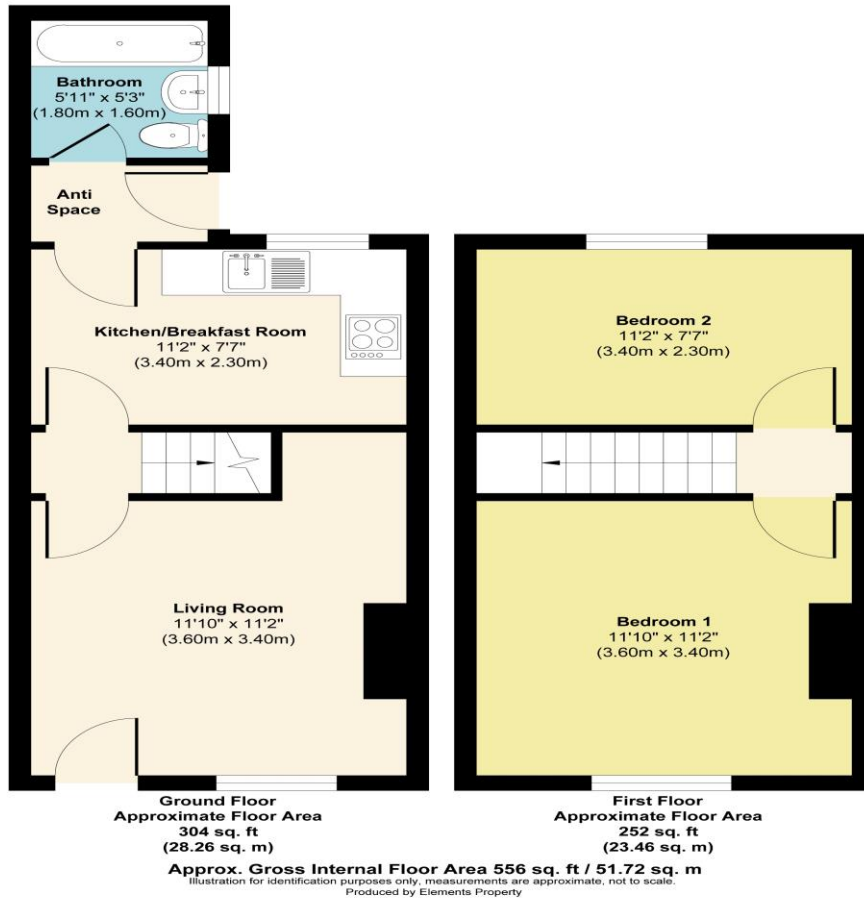 Bathroom
5'11" x 5'3"
(1.80m x 1.60m)
Anti
Space
Kitchen/Breakfast Room
11'2" x 7'7"
(3.40m x 2.30m)
Living Room
11'10" x 11'2"
(3.60m x 3.40m)
Ground Floor
Approximate Floor Area
304 sq. ft
(28.26 sq. m)
Bedroom 2
11'2" x 7'7"
(3.40m x 2.30m)
Bedroom 1
11'10" x 11'2"
(3.60m x 3.40m)
First Floor
Approximate Floor Area
252 sq. ft
(23.46 sq. m)
Approx. Gross Internal Floor Area 556 sq. ft / 51.72 sq. m
Illustration for identification purposes only, measurements are approximate, not to scale.
Produced by Elements Property